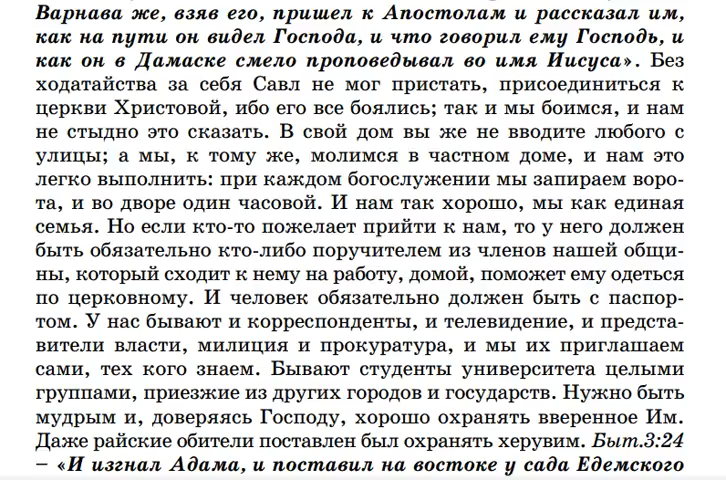 Варнава же, взяв его, пришел к Апостолам и рассказал им,
как на пути он видел Господа, и что говорил ему Господь, и
как он в Дамаске смело проповедывал во имя Иисуса». Без
ходатайства за себя Савл не мог пристать, присоединиться к
церкви Христовой, ибо его все боялись; так и мы боимся, и нам
не стыдно это сказать. В свой дом вы же не вводите любого с
улицы; а мы, к тому же, молимся в частном доме, и нам это
легко выполнить: при каждом богослужении мы запираем воро-
та, и во дворе один часовой. И нам так хорошо, мы как единая
семья. Но если кто-то пожелает прийти к нам, то у него должен
быть обязательно кто-либо поручителем из членов нашей общи-
ны, который сходит к нему на работу, домой, поможет ему одеться
по церковному. И человек обязательно должен быть с паспор-
том. У нас бывают и корреспонденты, и телевидение, и предста-
вители власти, милиция и прокуратура, и мы их приглашаем
сами, тех кого знаем. Бывают студенты университета целыми
группами, приезжие из других городов и государств. Нужно быть
мудрым и, доверяясь Господу, хорошо охранять вверенное Им.
Даже райские обители поставлен был охранять херувим. Быт.3:24
– «И изгнал Адама, и поставил на востоке у сада Едемского